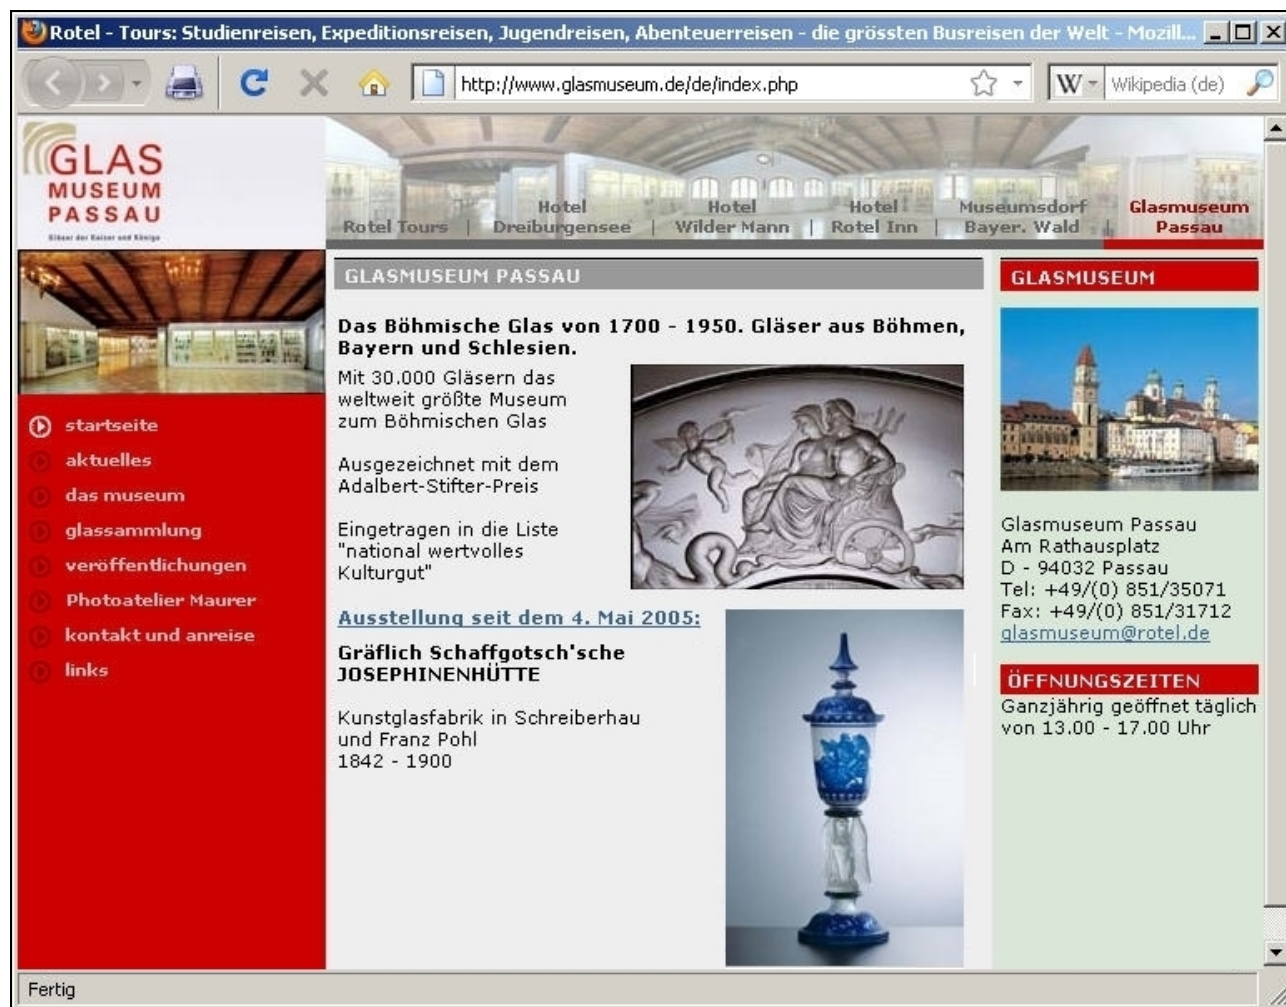 Rotel - Tours: Studienreisen, Expeditionsreisen, Jugendreisen, Abenteuerreisen - die grössten Busreisen der Welt - Mozill...
http://www.glasmuseum.de/de/index.php
W
Wikipedia (de)
GLAS
MUSEUM
PASSAU
Gläser der Kaiser und Könige
Rotel Tours | Hotel Dreiburgensee | Hotel Wilder Mann | Hotel Rotel Inn | Museumsdorf Bayer. Wald | Glasmuseum Passau
startseite
aktuelles
das museum
glassammlung
veröffentlichungen
Photoatelier Maurer
kontakt und anreise
links
GLASMUSEUM PASSAU
Das Böhmische Glas von 1700 - 1950. Gläser aus Böhmen,
Bayern und Schlesien.
Mit 30.000 Gläsern das
weltweit größte Museum
zum Böhmischen Glas
Ausgezeichnet mit dem
Adalbert-Stifter-Preis
Eingetragen in die Liste
"national wertvolles
Kulturgut"
Ausstellung seit dem 4. Mai 2005:
Gräflich Schaffgotsch'sche
JOSEPHINENHÜTTE
Kunstglasfabrik in Schreiberhau
und Franz Pohl
1842 - 1900
GLASMUSEUM
Glasmuseum Passau
Am Rathausplatz
D - 94032 Passau
Tel: +49/(0) 851/35071
Fax: +49/(0) 851/31712
glasmuseum@rotel.de
ÖFFNUNGSZEITEN
Ganzjährig geöffnet täglich
von 13.00 - 17.00 Uhr
Fertig